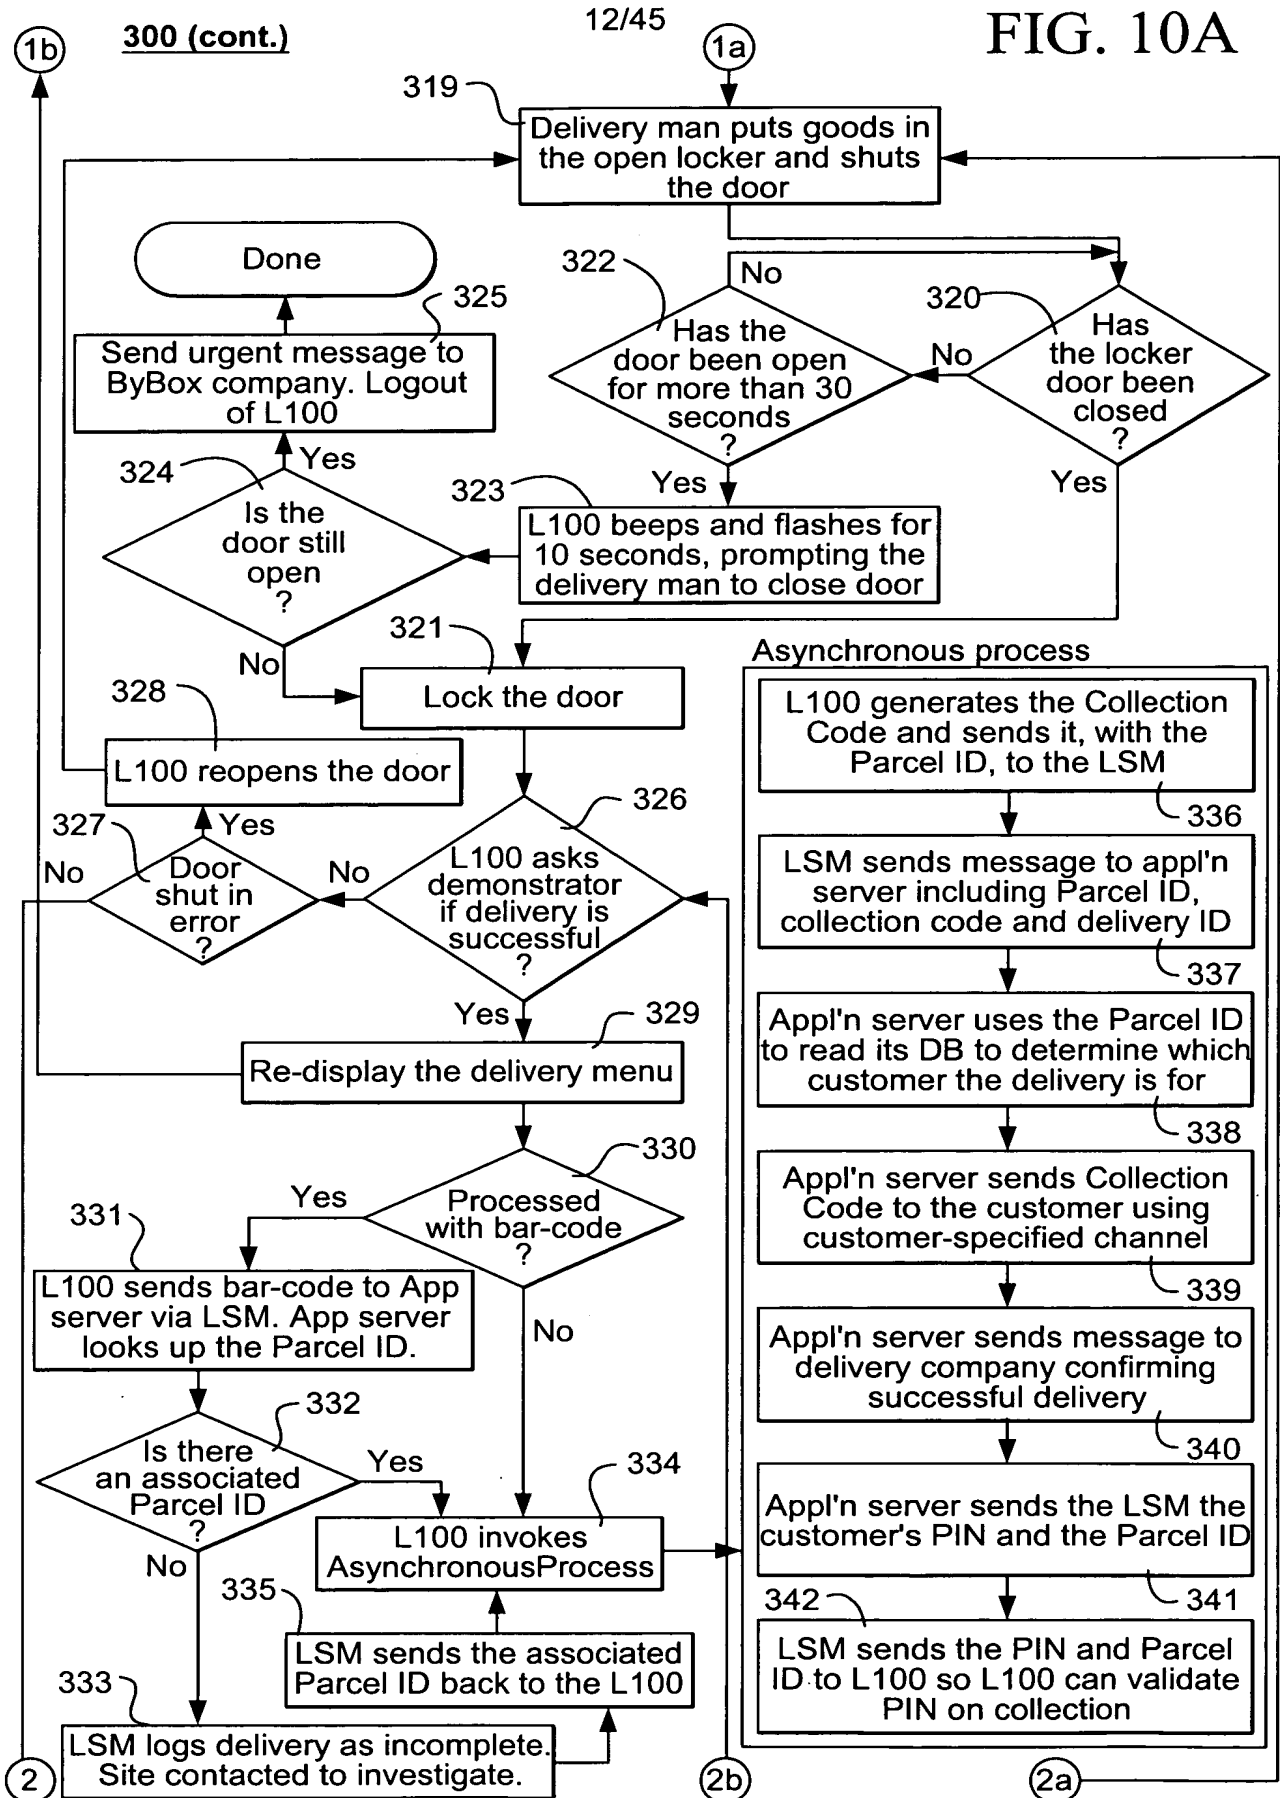 12/45
FIG. 10A
300 (cont.)
1b
1a
319
Delivery man puts goods in
the open locker and shuts
the door
Done
322
No
320
325
Send urgent message to
ByBox company. Logout
of L100
Has the
door been open
for more than 30
seconds
?
No
Has
the locker
door been
closed
?
324
Yes
Yes
Yes
323
Is the
door still
open
?
L100 beeps and flashes for
10 seconds, prompting the
delivery man to close door
321
No
Lock the door
328
L100 reopens the door
327
Yes
326
No
Door
shut in
error
?
No
L100 asks
demonstrator
if delivery is
successful
?
Yes
329
Re-display the delivery menu
330
Yes
Processed
with bar-code
?
331
L100 sends bar-code to App
server via LSM. App server
looks up the Parcel ID.
No
332
Is there
an associated
Parcel ID
?
Yes
334
No
L100 invokes
AsynchronousProcess
335
LSM sends the associated
Parcel ID back to the L100
333
LSM logs delivery as incomplete.
Site contacted to investigate.
2
2b
2a
Asynchronous process
L100 generates the Collection
Code and sends it, with the
Parcel ID, to the LSM
336
LSM sends message to appl'n
server including Parcel ID,
collection code and delivery ID
337
Appl'n server uses the Parcel ID
to read its DB to determine which
customer the delivery is for
338
Appl'n server sends Collection
Code to the customer using
customer-specified channel
339
Appl'n server sends message to
delivery company confirming
successful delivery
340
Appl'n server sends the LSM the
customer's PIN and the Parcel ID
341
342
LSM sends the PIN and Parcel
ID to L100 so L100 can validate
PIN on collection